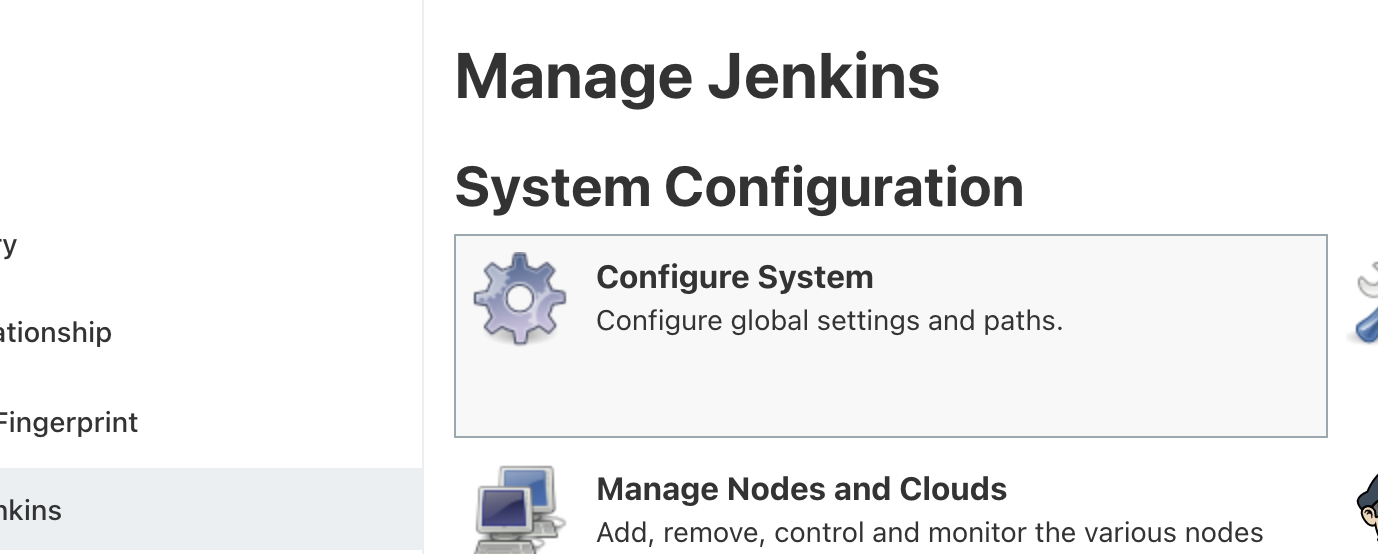 Manage Jenkins
System Configuration
ry
Configure System
Configure global settings and paths.
ationship
Fingerprint
Manage Nodes and Clouds
nkins
Add, remove, control and monitor the various nodes